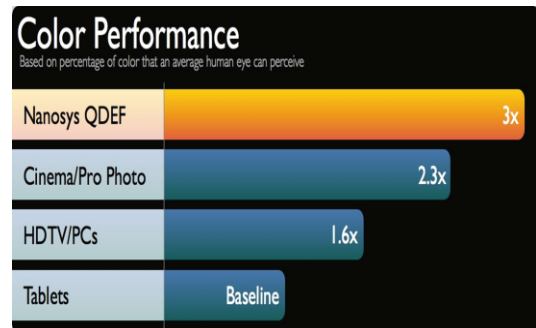 Color Performance
Based on percentage of color that an average human eye can perceive
Nanosys QDEF 3x
Cinema/Pro Photo 2.3x
HDTV/PCs 1.6x
Tablets Baseline